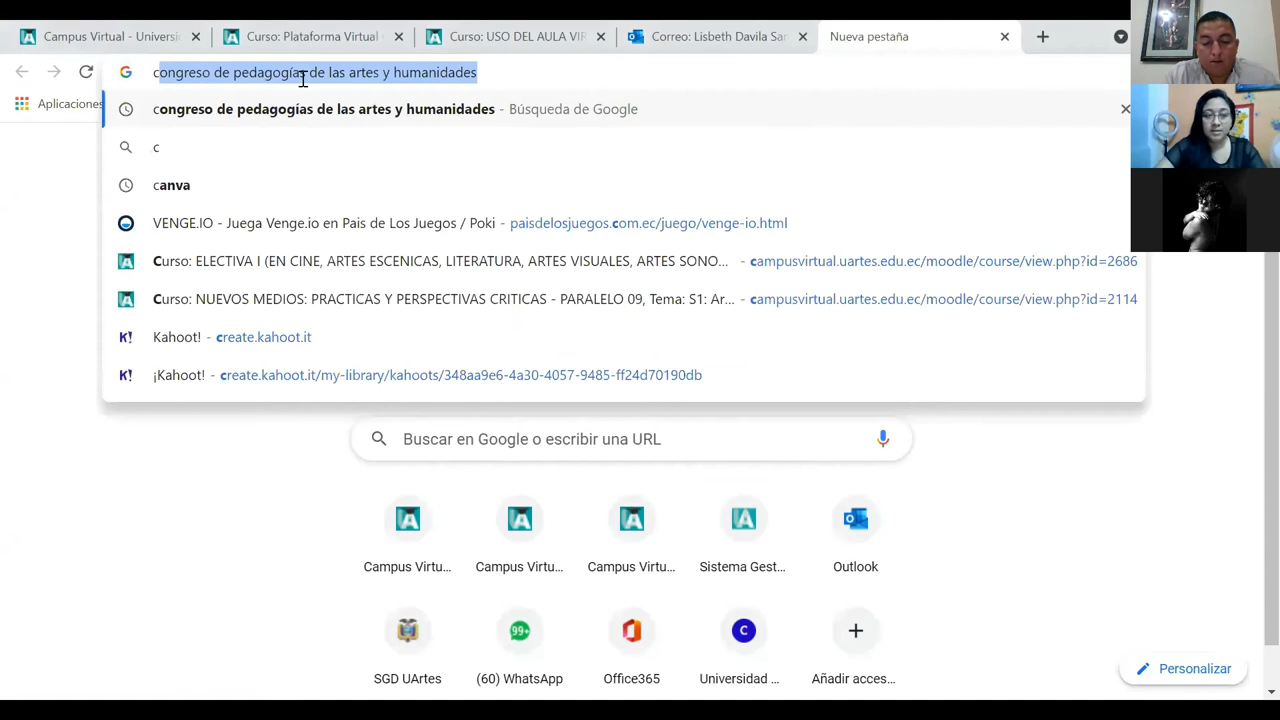 Campus Virtual - Universi
Curso: Plataforma Virtual
Curso: USO DEL AULA VIR
Correo: Lisbeth Davila San
Nueva pestaña
congreso de pedagogías de las artes y humanidades
Aplicaciones
congreso de pedagogías de las artes y humanidades - Búsqueda de Google
c
canva
VENGE.IO - Juega Venge.io en Pais de Los Juegos / Poki - paisdelosjuegos.com.ec/juego/venge-io.html
Curso: ELECTIVA I (EN CINE, ARTES ESCENICAS, LITERATURA, ARTES VISUALES, ARTES SONO... - campusvirtual.uartes.edu.ec/moodle/course/view.php?id=2686
Curso: NUEVOS MEDIOS: PRACTICAS Y PERSPECTIVAS CRITICAS - PARALELO 09, Tema: S1: Ar... - campusvirtual.uartes.edu.ec/moodle/course/view.php?id=2114
K! Kahoot! - create.kahoot.it
K! ¡Kahoot! - create.kahoot.it/my-library/kahoots/348aa9e6-4a30-4057-9485-ff24d70190db
Buscar en Google o escribir una URL
Campus Virtu...
Campus Virtu...
Campus Virtu...
Sistema Gest...
Outlook
99+
C
SGD UArtes
(60) WhatsApp
Office365
Universidad ...
Añadir acces...
Personalizar